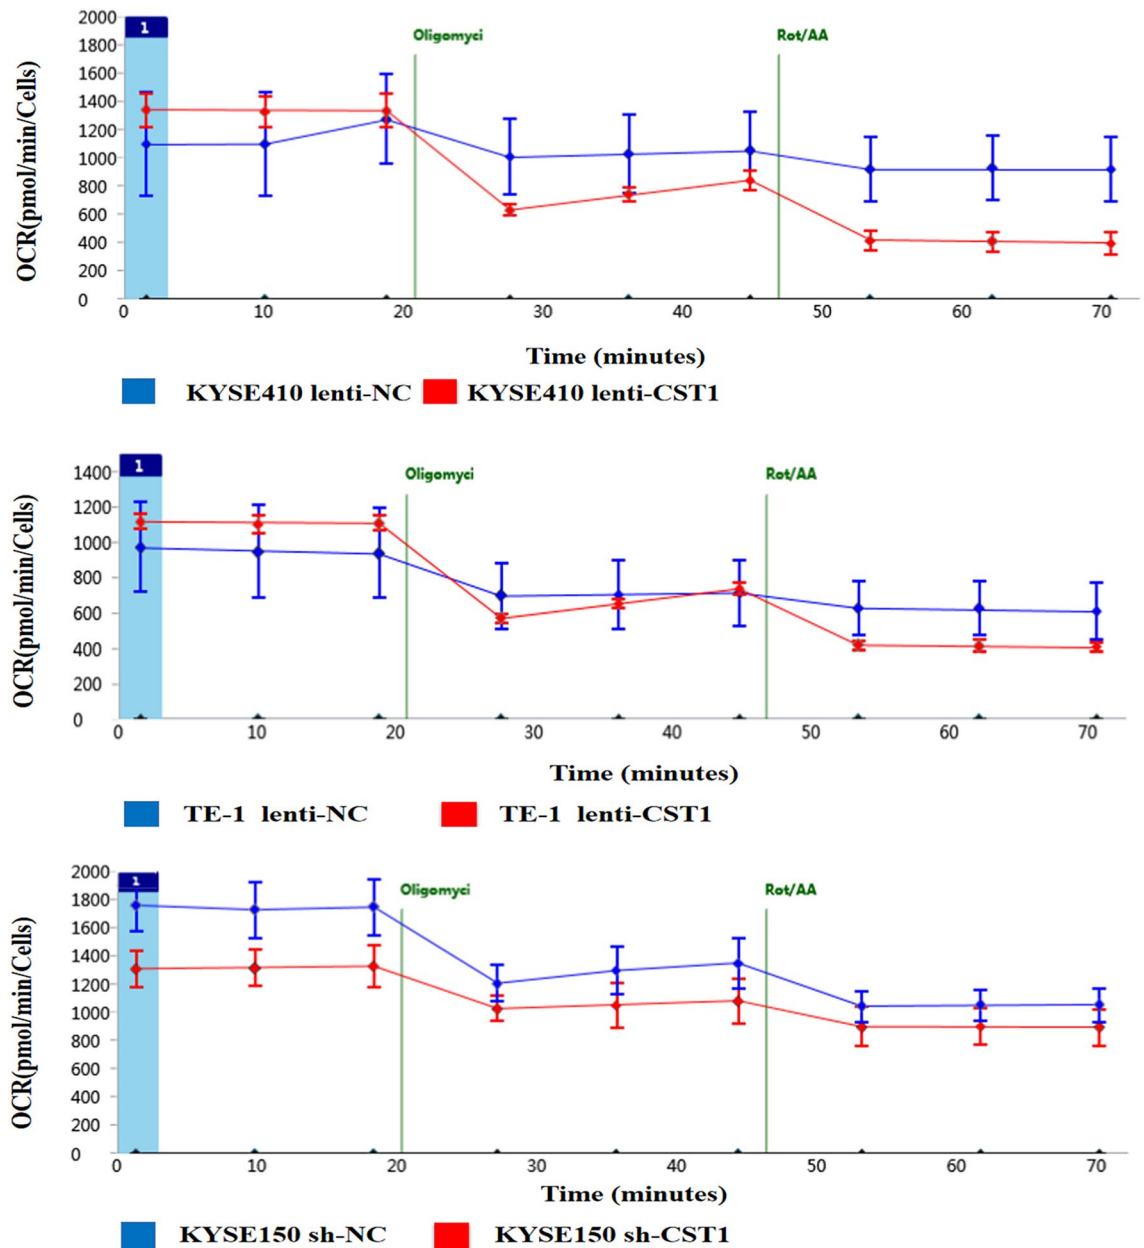 2000
1
1800
Oligomyci
Rot/AA
1600
1400
1200
1000
800
600
400
200
0
OCR(pmol/min/Cells)
0 10 20 30 40 50 60 70
Time (minutes)
KYSE410 lenti-NC KYSE410 lenti-CST1
1
1400
Oligomyci
Rot/AA
1200
1000
800
600
400
200
0
OCR(pmol/min/Cells)
0 10 20 30 40 50 60 70
Time (minutes)
TE-1 lenti-NC TE-1 lenti-CST1
2000
1
1800
Oligomyci
Rot/AA
1600
1400
1200
1000
800
600
400
200
0
OCR(pmol/min/Cells)
0 10 20 30 40 50 60 70
Time (minutes)
KYSE150 sh-NC KYSE150 sh-CST1